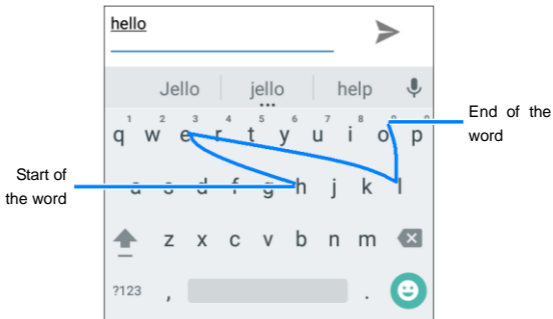 hello
Jello jello help
1 2 3 4 5 6 7 8 9 0
q w e r t y u i o p
End of the
word
Start of
the word
a s d f g h j k l
z x c v b n m
?123 , .